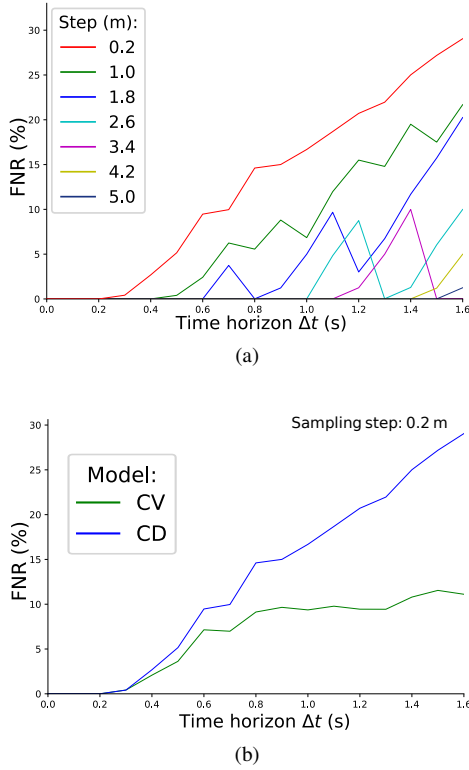 Step (m):
0.2
1.0
1.8
2.6
3.4
4.2
5.0
FNR (%)
30
25
20
15
10
5
0
0.0 0.2 0.4 0.6 0.8 1.0 1.2 1.4 1.6
Time horizon Δt (s)
(a)
Sampling step: 0.2 m
Model:
CV
CD
FNR (%)
30
25
20
15
10
5
0
0.0 0.2 0.4 0.6 0.8 1.0 1.2 1.4 1.6
Time horizon Δt (s)
(b)